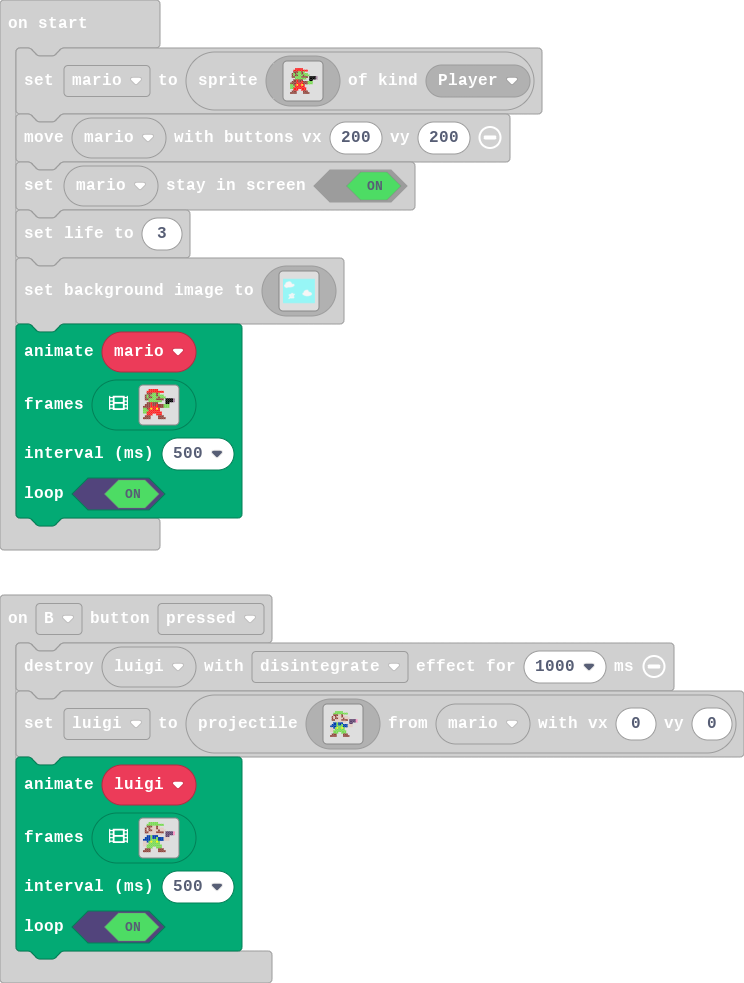 on start
set mario to sprite of kind Player
move mario with buttons vx 200 vy 200
set mario stay in screen ON
set life to 3
set background image to
animate mario
frames
interval (ms) 500
loop ON
on B button pressed
destroy luigi with disintegrate effect for 1000 ms
set luigi to projectile from mario with vx 0 vy 0
animate luigi
frames
interval (ms) 500
loop ON